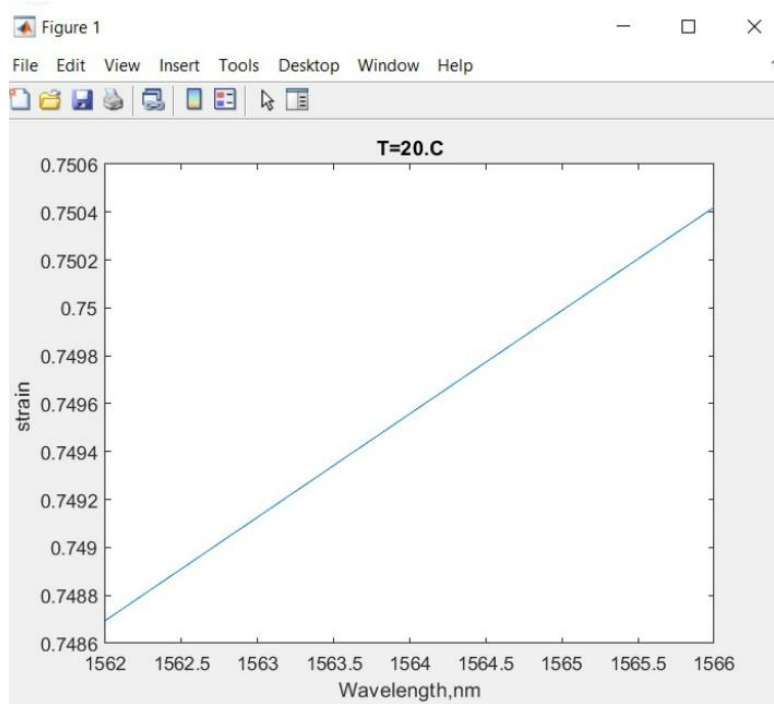 Figure 1
File Edit View Insert Tools Desktop Window Help
T=20.C
0.7506
0.7504
0.7502
0.75
0.7498
0.7496
0.7494
0.7492
0.749
0.7488
0.7486
strain
1562 1562.5 1563 1563.5 1564 1564.5 1565 1565.5 1566
Wavelength,nm